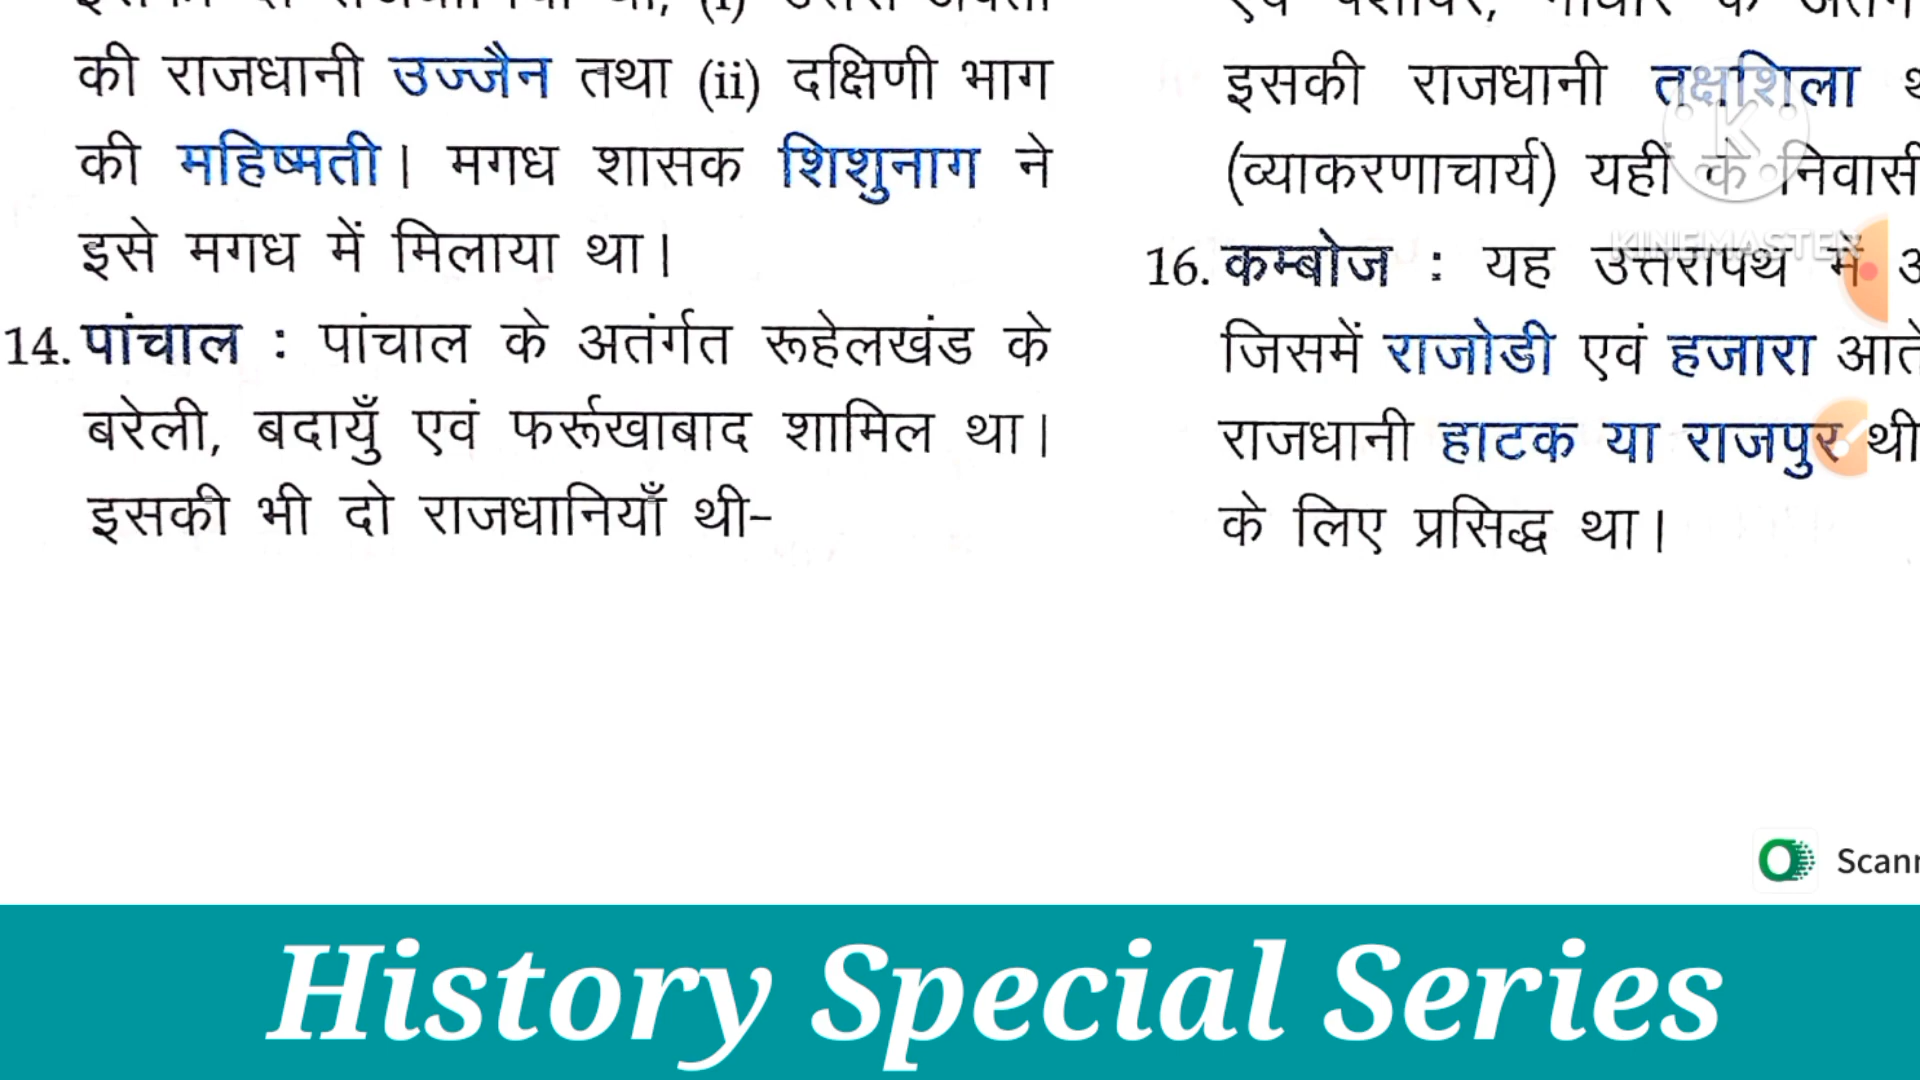 की राजधानी उज्जैन तथा (ii) दक्षिणी भाग
की महिष्मती। मगध शासक शिशुनाग ने
इसे मगध में मिलाया था।
14. पांचाल : पांचाल के अतंर्गत रूहेलखंड के
बरेली, बदायुँ एवं फर्रूखाबाद शामिल था।
इसकी भी दो राजधानियाँ थी-
इसकी राजधानी तक्षशिला
(व्याकरणाचार्य) यहीं के निवासी
16. कम्बोज : यह उत्तरापथ में
जिसमें राजोडी एवं हजारा आते
राजधानी हाटक या राजपुर थी
के लिए प्रसिद्ध था।
K
KINEMASTER
Scann
History Special Series